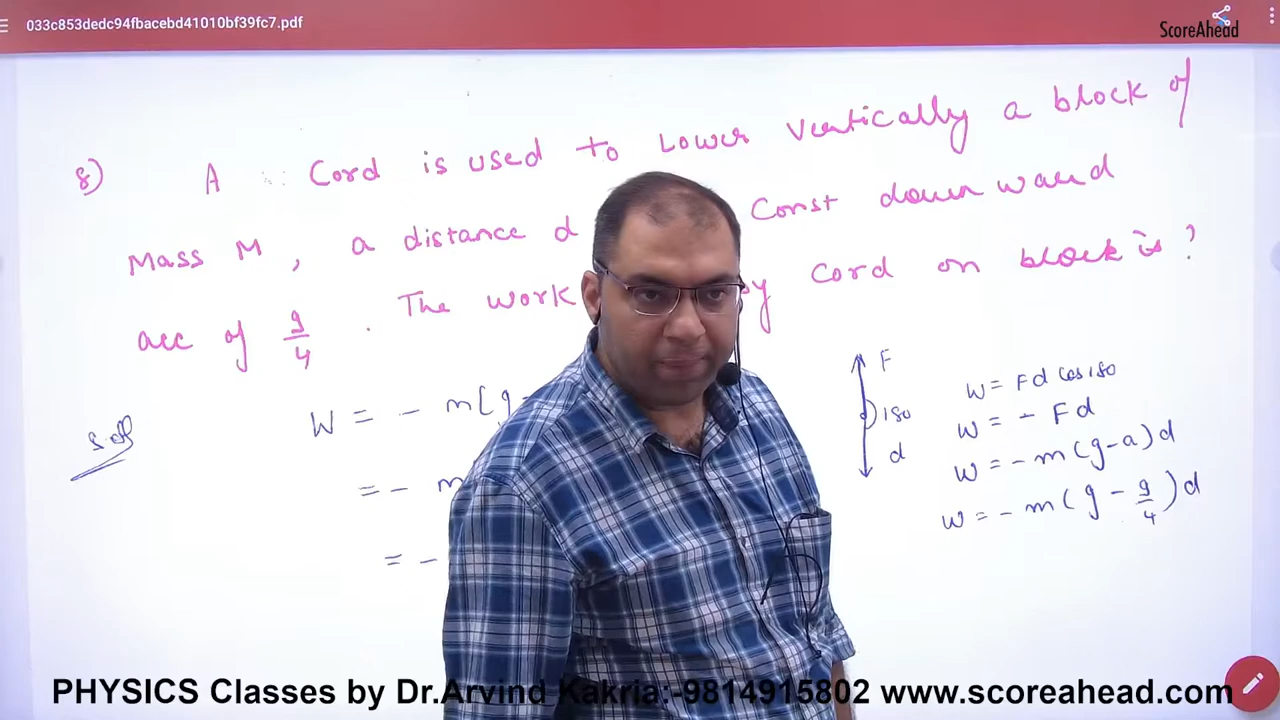 033c853dedc94fbacebd41010bf39fc7.pdf
ScoreAhead
8) A Cord is used to Lower vertically a block of
Mass M, a distance d Const downward
acc of g/4 . The work by Cord on block is ?
Sol
W = - m[g-
= - m
= -
F
180
d
W = Fd cos 180
W = - Fd
W = - m(g-a)d
W = - m(g - g/4)d
PHYSICS Classes by Dr.Arvind Kakria:-9814915802 www.scoreahead.com